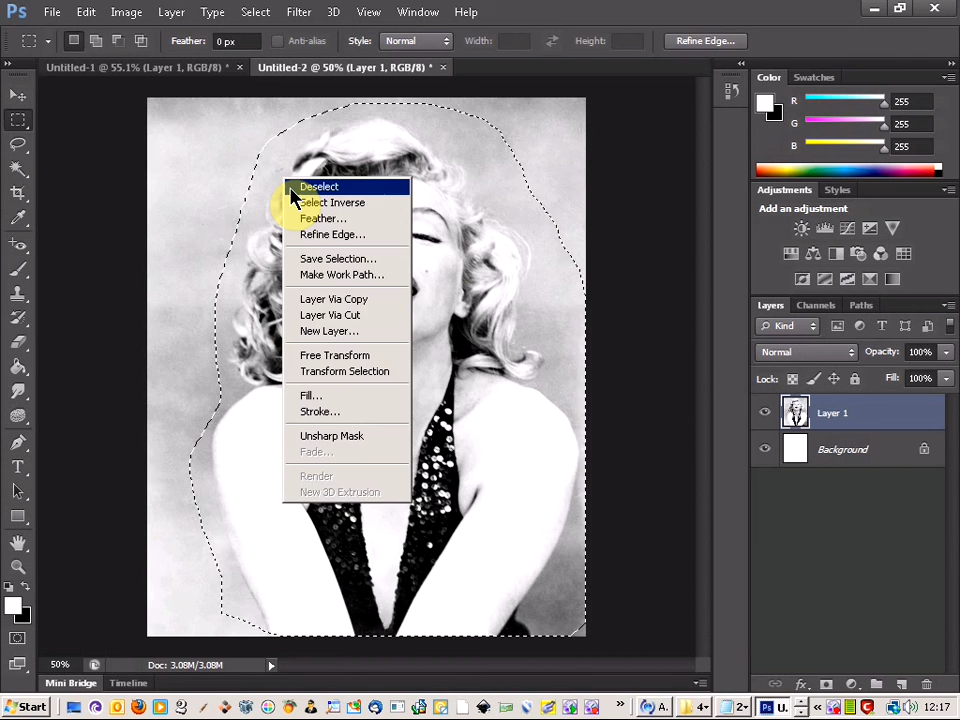 Ps File Edit Image Layer Type Select Filter 3D View Window Help
Feather: 0 px Anti-alias Style: Normal Width: Height: Refine Edge...
Untitled-1 @ 55.1% (Layer 1, RGB/8) * × Untitled-2 @ 50% (Layer 1, RGB/8) * ×
Deselect
Select Inverse
Feather...
Refine Edge...
Save Selection...
Make Work Path...
Layer Via Copy
Layer Via Cut
New Layer...
Free Transform
Transform Selection
Fill...
Stroke...
Unsharp Mask
Fade...
Render
New 3D Extrusion
Color Swatches
R 255
G 255
B 255
Adjustments Styles
Add an adjustment
Layers Channels Paths
Kind
Normal Opacity: 100%
Lock: Fill: 100%
Layer 1
Background
fx
50% Doc: 3.08M/3.08M
Mini Bridge Timeline
Start A. 4 2 Ps U. 12:17